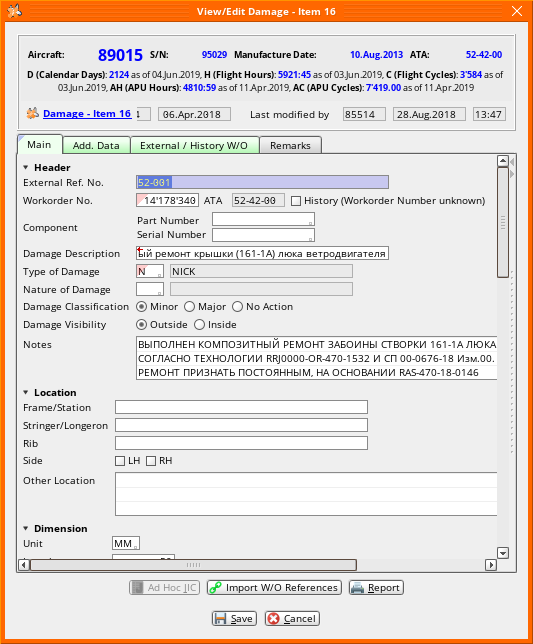 View/Edit Damage - Item 16
Aircraft: 89015 S/N: 95029 Manufacture Date: 10.Aug.2013 ATA: 52-42-00
D (Calendar Days): 2124 as of 04.Jun.2019, H (Flight Hours): 5921:45 as of 03.Jun.2019, C (Flight Cycles): 3'584 as of
03.Jun.2019, AH (APU Hours): 4810:59 as of 11.Apr.2019, AC (APU Cycles): 7'419.00 as of 11.Apr.2019
Damage - Item 16 06.Apr.2018 Last modified by 85514 28.Aug.2018 13:47
Main Add. Data External / History W/O Remarks
Header
External Ref. No. 52-001
Workorder No. 14'178'340 ATA 52-42-00 History (Workorder Number unknown)
Component Part Number
Serial Number
Damage Description ый ремонт крышки (161-1А) люка ветродвигателя
Type of Damage N NICK
Nature of Damage
Damage Classification Minor Major No Action
Damage Visibility Outside Inside
Notes ВЫПОЛНЕН КОМПОЗИТНЫЙ РЕМОНТ ЗАБОИНЫ СТВОРКИ 161-1А ЛЮКА
СОГЛАСНО ТЕХНОЛОГИИ RRJ0000-OR-470-1532 И СП 00-0676-18 Изм.00.
РЕМОНТ ПРИЗНАТЬ ПОСТОЯННЫМ, НА ОСНОВАНИИ RAS-470-18-0146
Location
Frame/Station
Stringer/Longeron
Rib
Side LH RH
Other Location
Dimension
Unit MM
Ad Hoc JIC Import W/O References Report
Save Cancel